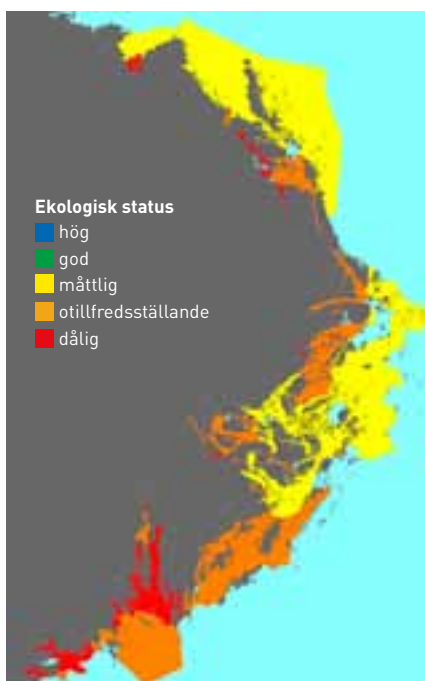 Ekologisk status
hög
god
måttlig
otillfredsställande
dålig